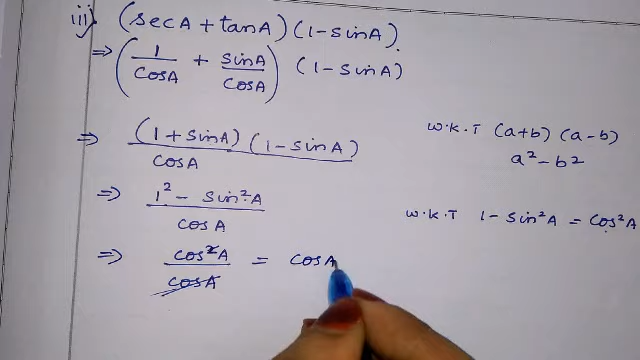 iii). (secA + tanA) (1 - sinA).
⇒ (1/cosA + sinA/cosA) (1 - sinA)
⇒ (1 + sinA) (1 - sinA) / cosA
w.k.T (a+b) (a-b)
a² - b²
⇒ 1² - sin²A / cosA
w.k.T 1 - sin²A = cos²A
⇒ cos²A / cosA = cosA